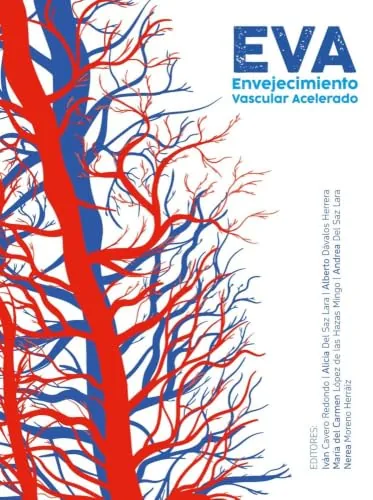 EVA
Envejecimiento
Vascular Acelerado
EDITORES:
Iván Cavero Redondo | Alicia Del Saz Lara | Alberto Dávalos Herrera
María del Carmen López de las Hazas Mingo | Andrea Del Saz Lara
Nerea Moreno Herráiz